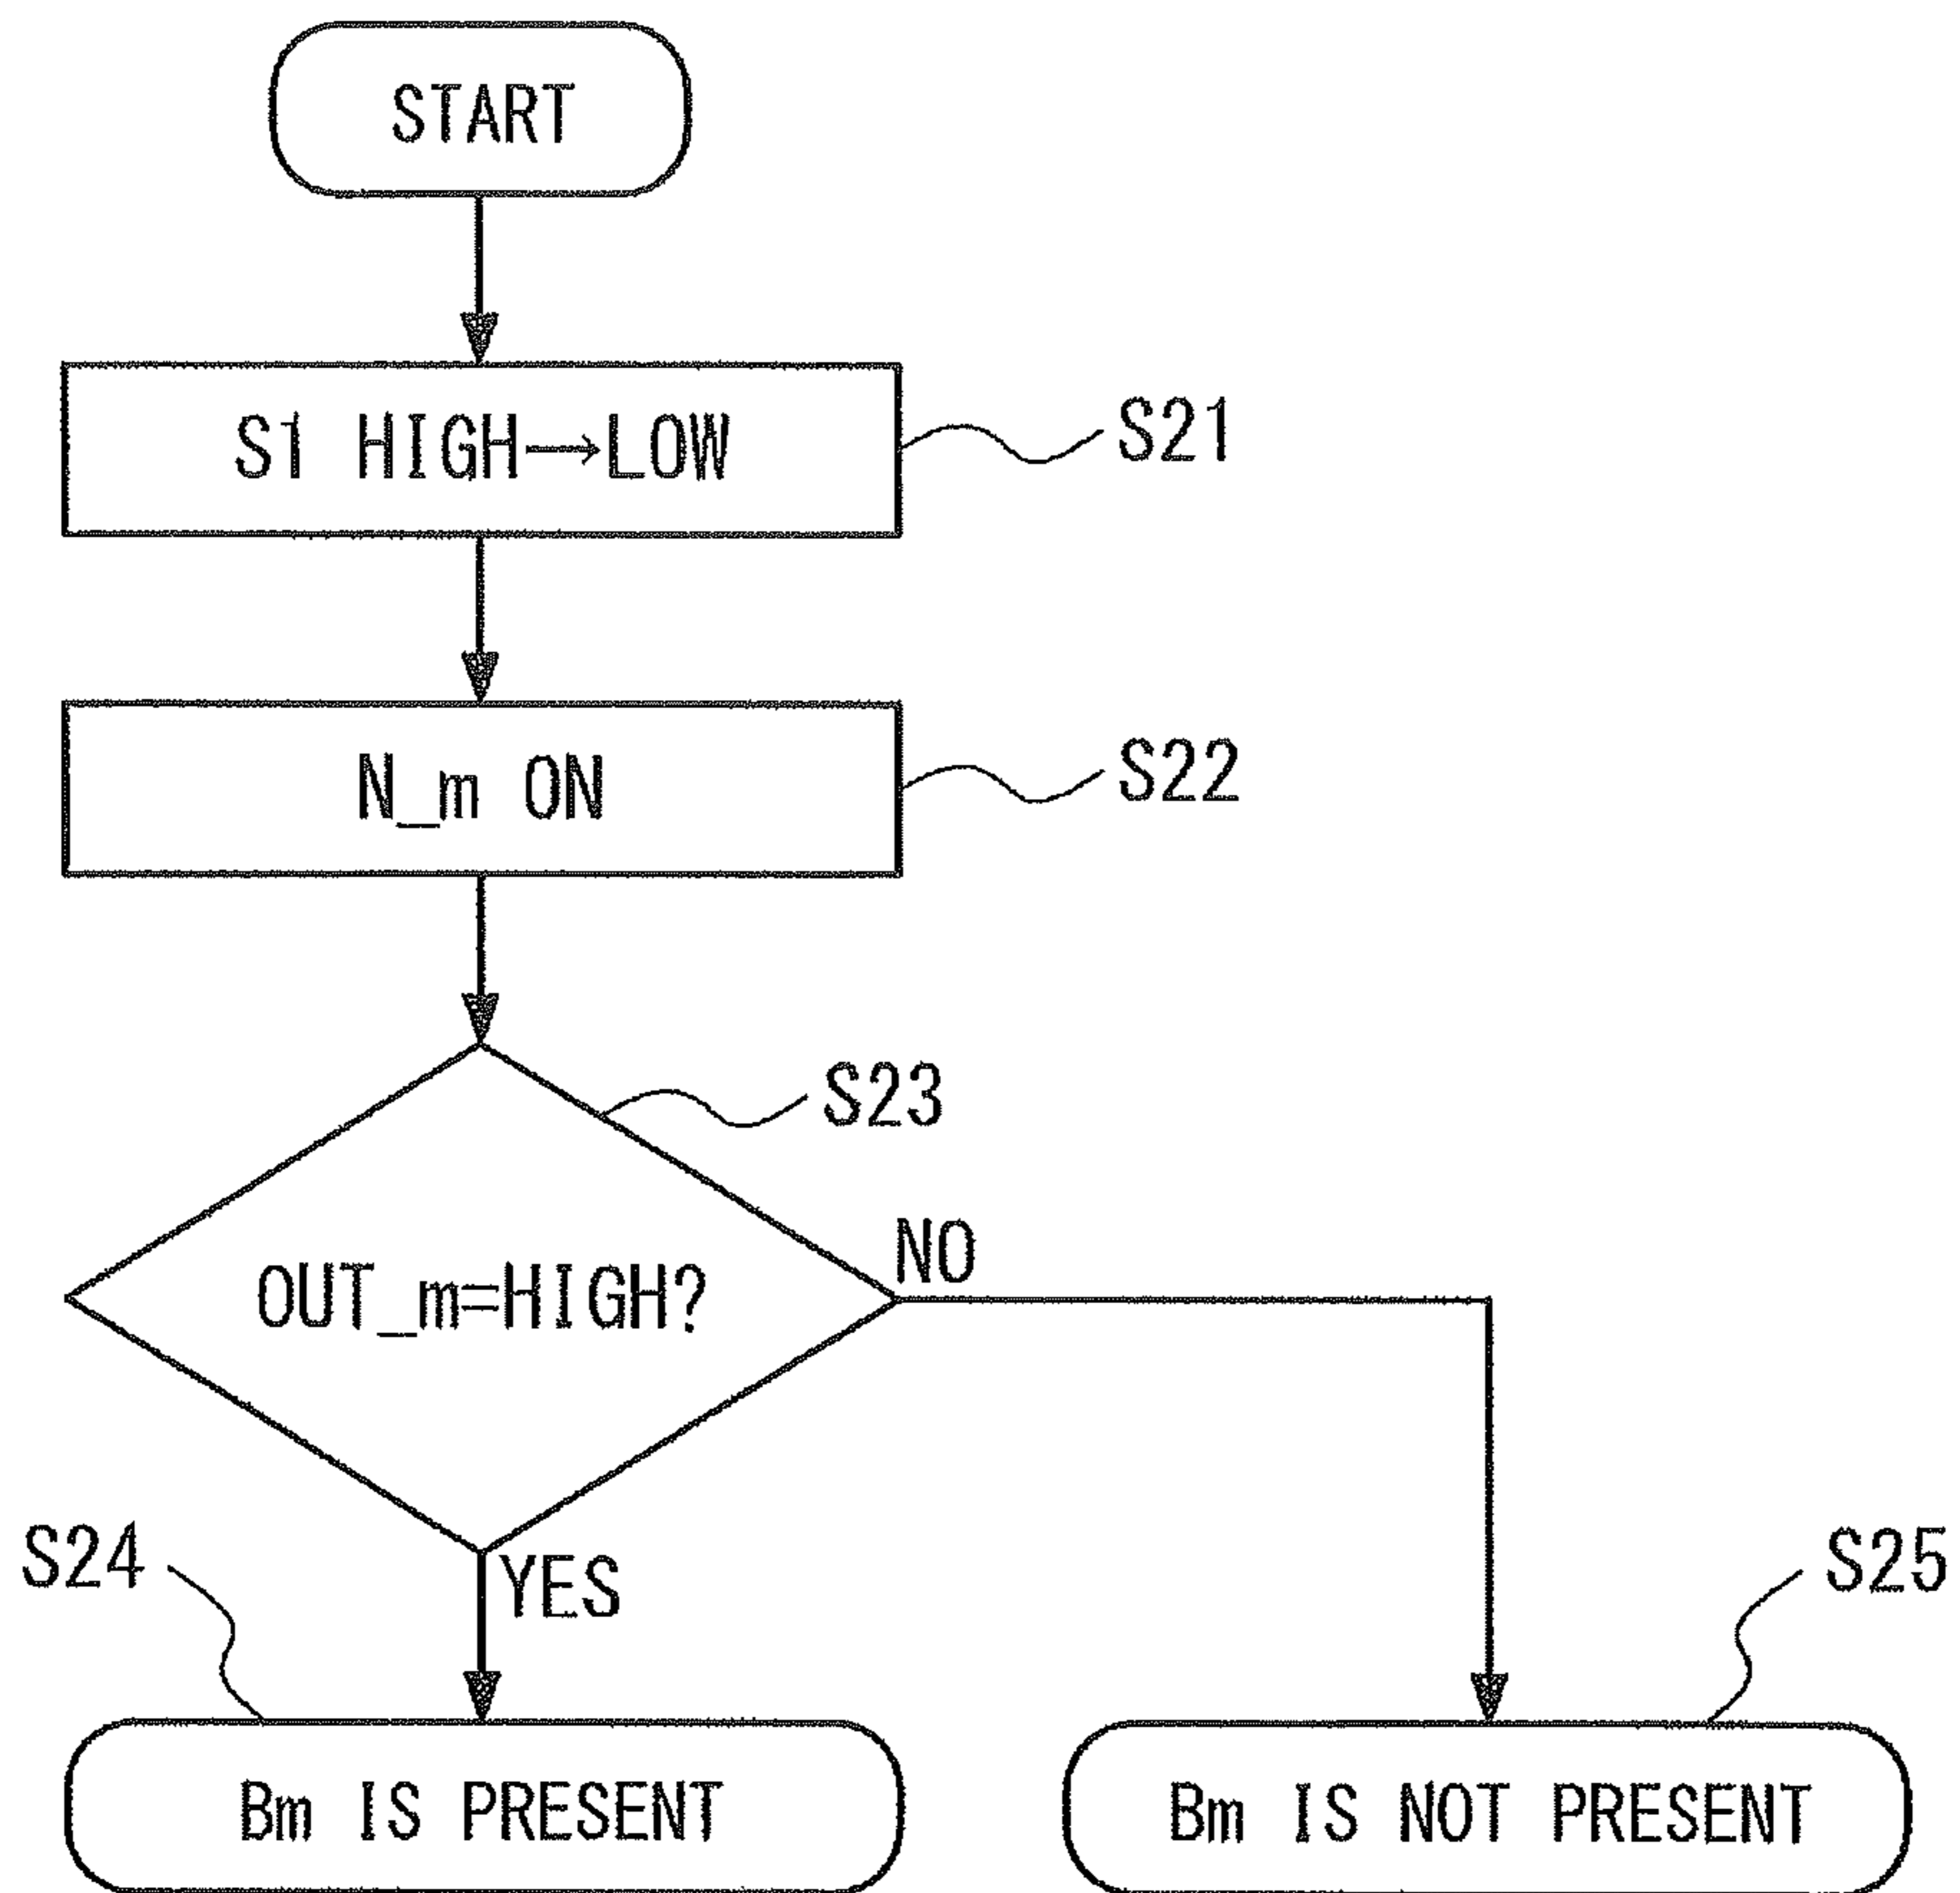 START
S1 HIGH→LOW
S21
N_m ON
S22
S23
OUT_m=HIGH?
NO
YES
S24
S25
Bm IS PRESENT
Bm IS NOT PRESENT